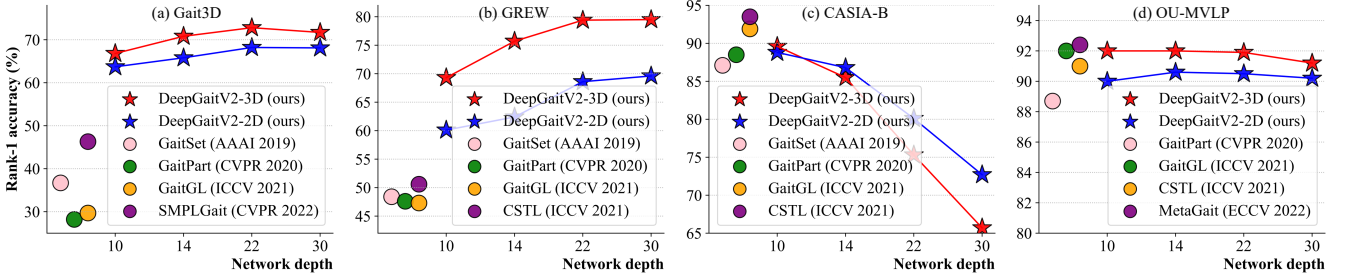 (a) Gait3D
Rank-1 accuracy (%)
70
60
50
40
30
DeepGaitV2-3D (ours)
DeepGaitV2-2D (ours)
GaitSet (AAAI 2019)
GaitPart (CVPR 2020)
GaitGL (ICCV 2021)
SMPLGait (CVPR 2022)
10 14 22 30
Network depth
(b) GREW
80
75
70
65
60
55
50
45
DeepGaitV2-3D (ours)
DeepGaitV2-2D (ours)
GaitSet (AAAI 2019)
GaitPart (CVPR 2020)
GaitGL (ICCV 2021)
CSTL (ICCV 2021)
10 14 22 30
Network depth
(c) CASIA-B
95
90
85
80
75
70
65
DeepGaitV2-3D (ours)
DeepGaitV2-2D (ours)
GaitSet (AAAI 2019)
GaitPart (CVPR 2020)
GaitGL (ICCV 2021)
CSTL (ICCV 2021)
10 14 22 30
Network depth
(d) OU-MVLP
94
92
90
88
86
84
82
80
DeepGaitV2-3D (ours)
DeepGaitV2-2D (ours)
GaitPart (CVPR 2020)
GaitGL (ICCV 2021)
CSTL (ICCV 2021)
MetaGait (ECCV 2022)
10 14 22 30
Network depth